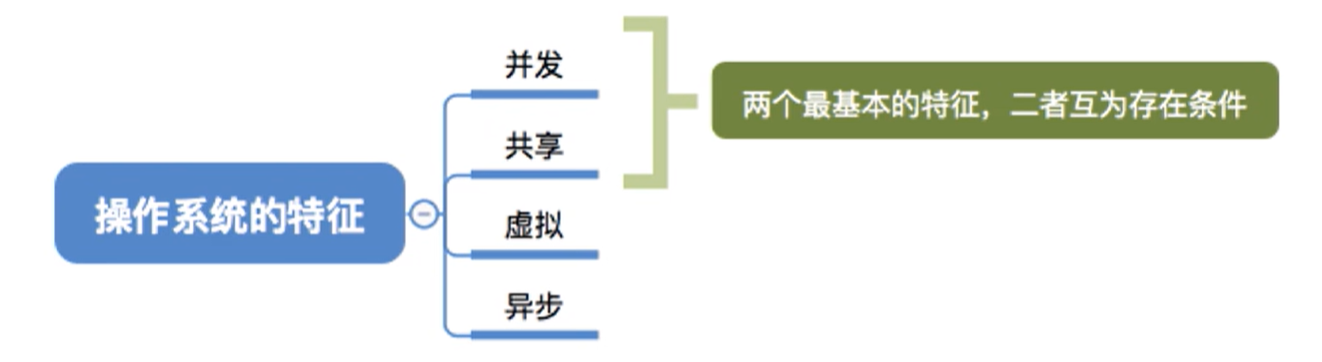 操作系统的特征
并发
共享
虚拟
异步
两个最基本的特征，二者互为存在条件